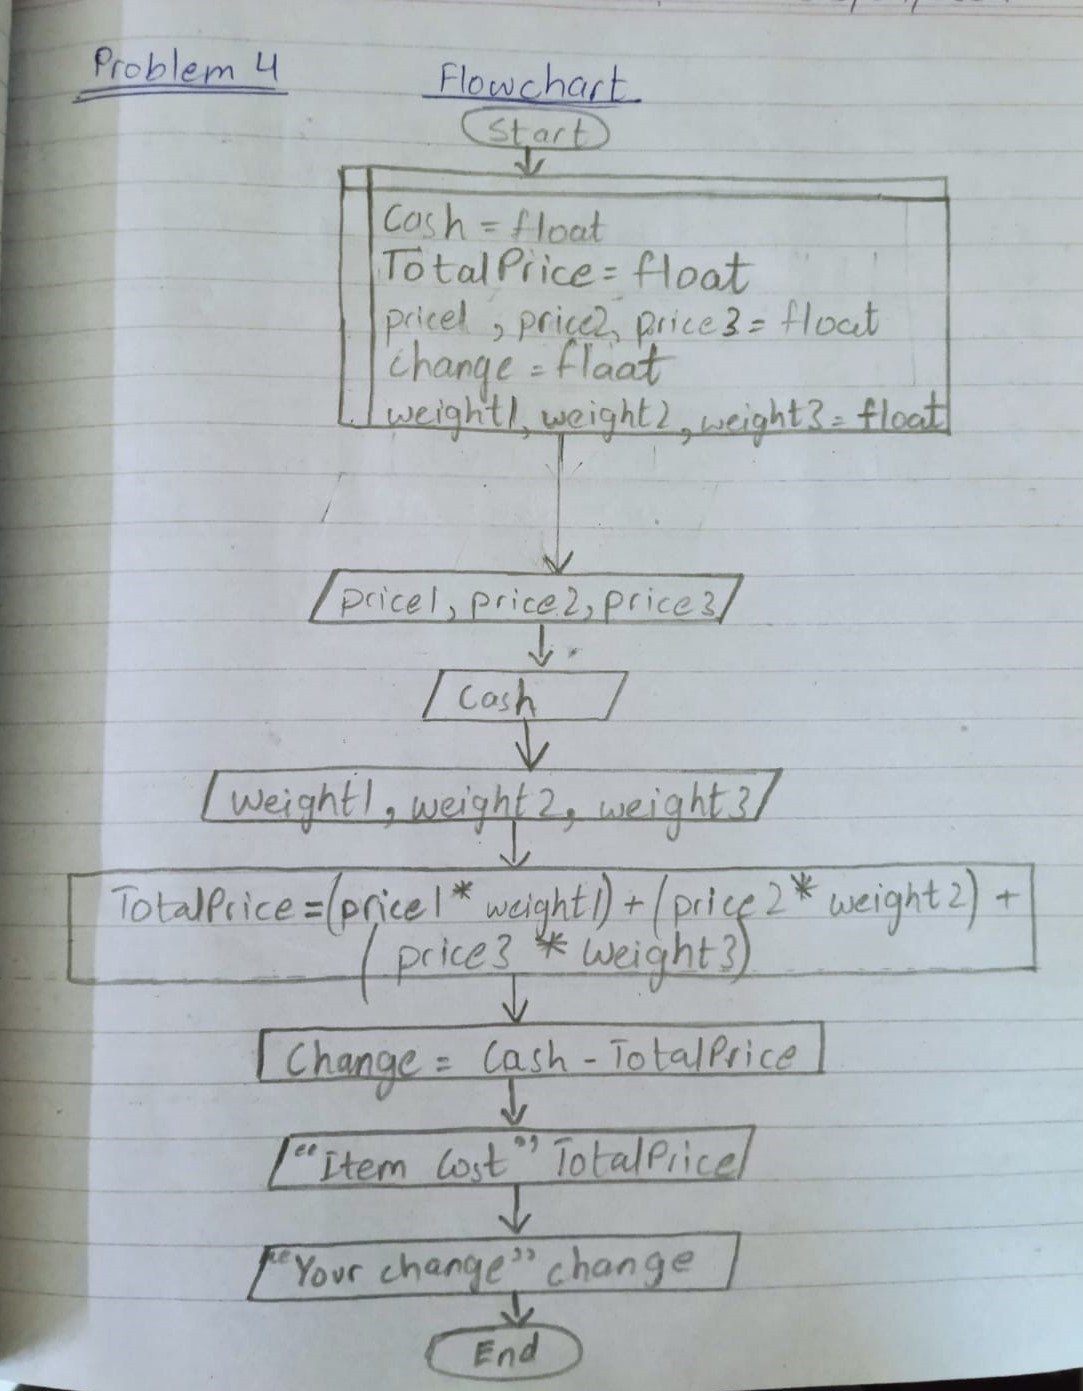 Problem 4
Flowchart
Start
Cash = float
TotalPrice = float
price1, price2, price3 = float
change = flaat
weight1, weight2, weight3 = float
price1, price2, price3
Cash
Weight1, weight2, weight3
TotalPrice = (price1 * weight1) + (price2 * weight2) +
(price3 * weight3)
Change = Cash - TotalPrice
"Item Cost" TotalPrice
"Your change" change
End